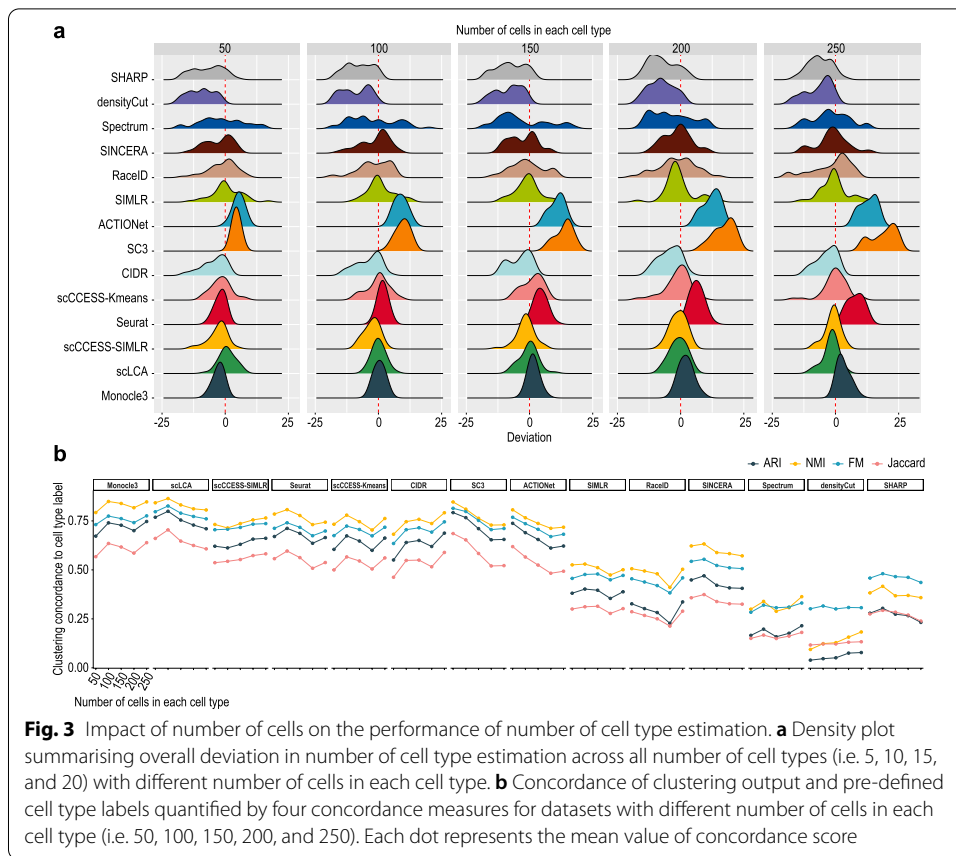 a
Number of cells in each cell type
50 100 150 200 250
SHARP
densityCut
Spectrum
SINCERA
RaceID
SIMLR
ACTIONet
SC3
CIDR
scCCESS-Kmeans
Seurat
scCCESS-SIMLR
scLCA
Monocle3
-25 0 25 -25 0 25 -25 0 25 -25 0 25 -25 0 25
Deviation
b
ARI NMI FM Jaccard
Monocle3 scLCA scCCESS-SIMLR Seurat scCCESS-Kmeans CIDR SC3 ACTIONet SIMLR RaceID SINCERA Spectrum densityCut SHARP
Clustering concordance to cell type label
0.75
0.50
0.25
0.00
50 100 150 200 250
Number of cells in each cell type
Fig. 3 Impact of number of cells on the performance of number of cell type estimation. a Density plot
summarising overall deviation in number of cell type estimation across all number of cell types (i.e. 5, 10, 15,
and 20) with different number of cells in each cell type. b Concordance of clustering output and pre-defined
cell type labels quantified by four concordance measures for datasets with different number of cells in each
cell type (i.e. 50, 100, 150, 200, and 250). Each dot represents the mean value of concordance score